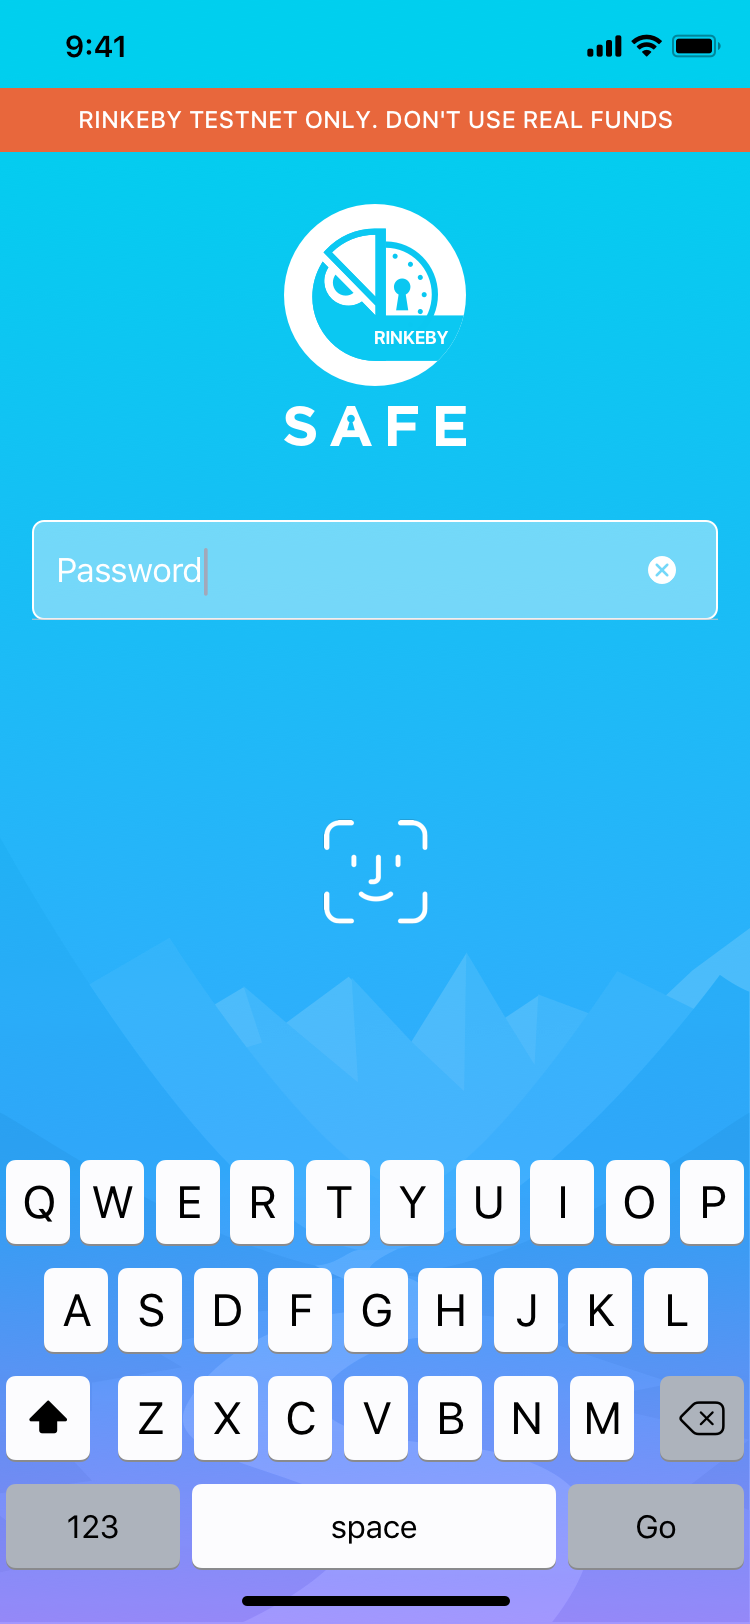 9:41
RINKEBY TESTNET ONLY. DON'T USE REAL FUNDS
RINKEBY
SAFE
Password
Q W E R T Y U I O P
A S D F G H J K L
Z X C V B N M
123 space Go